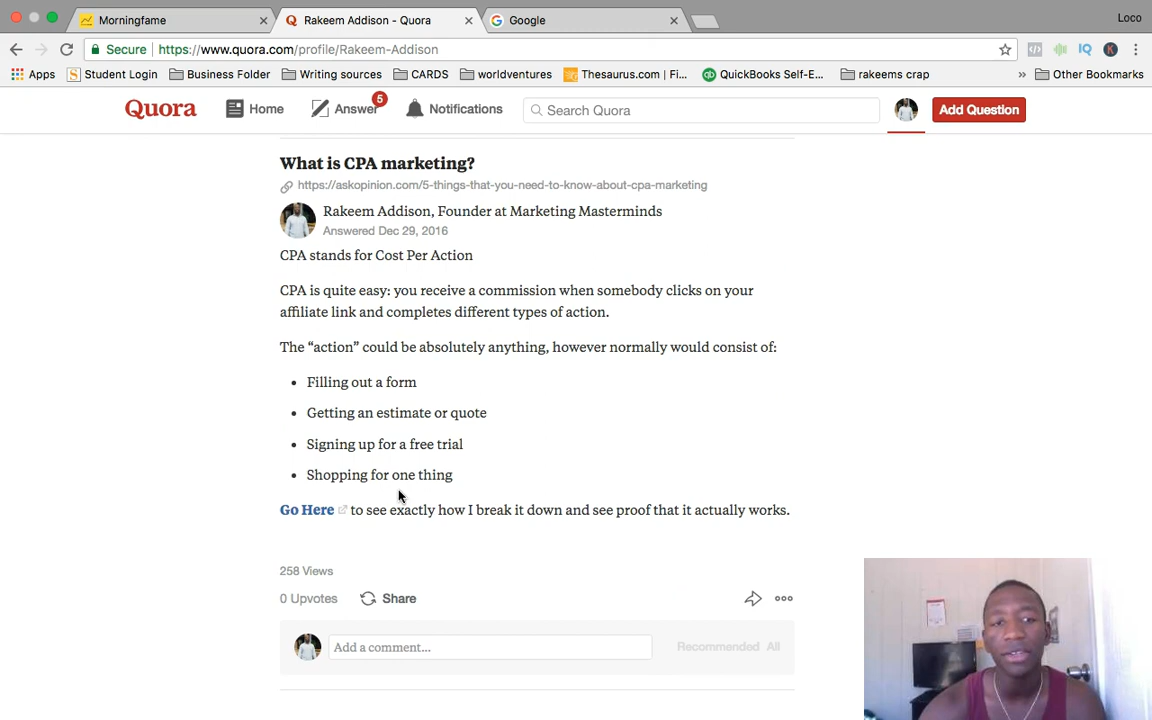 Morningfame
Rakeem Addison - Quora
Google
Loco
Secure
https://www.quora.com/profile/Rakeem-Addison
IQ
K
Apps
S
Student Login
Business Folder
Writing sources
CARDS
worldventures
Thesaurus.com | Fi...
qb
QuickBooks Self-E...
rakeems crap
»
Other Bookmarks
Quora
Home
Answer
5
Notifications
Search Quora
Add Question
What is CPA marketing?
https://askopinion.com/5-things-that-you-need-to-know-about-cpa-marketing
Rakeem Addison, Founder at Marketing Masterminds
Answered Dec 29, 2016
CPA stands for Cost Per Action
CPA is quite easy: you receive a commission when somebody clicks on your
affiliate link and completes different types of action.
The “action” could be absolutely anything, however normally would consist of:
• Filling out a form
• Getting an estimate or quote
• Signing up for a free trial
• Shopping for one thing
Go Here to see exactly how I break it down and see proof that it actually works.
258 Views
0 Upvotes
Share
Add a comment...
Recommended All